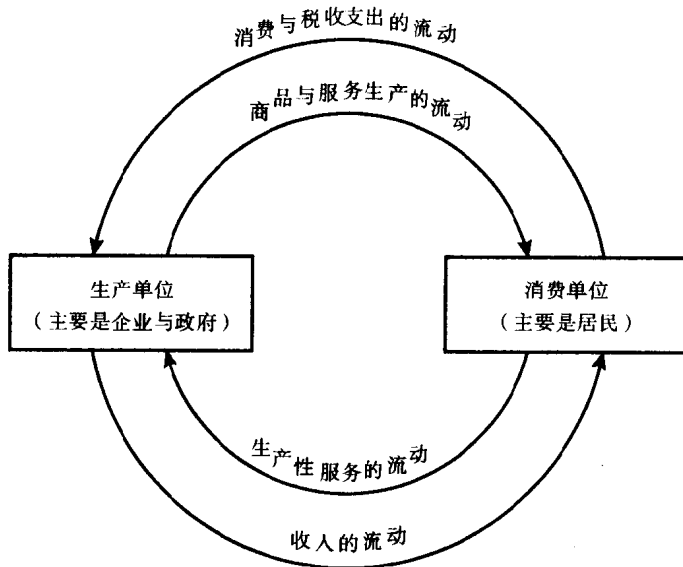 消费与税收支出的流动
商品与服务生产的流动
生产单位
(主要是企业与政府)
消费单位
(主要是居民)
生产性服务的流动
收人的流动